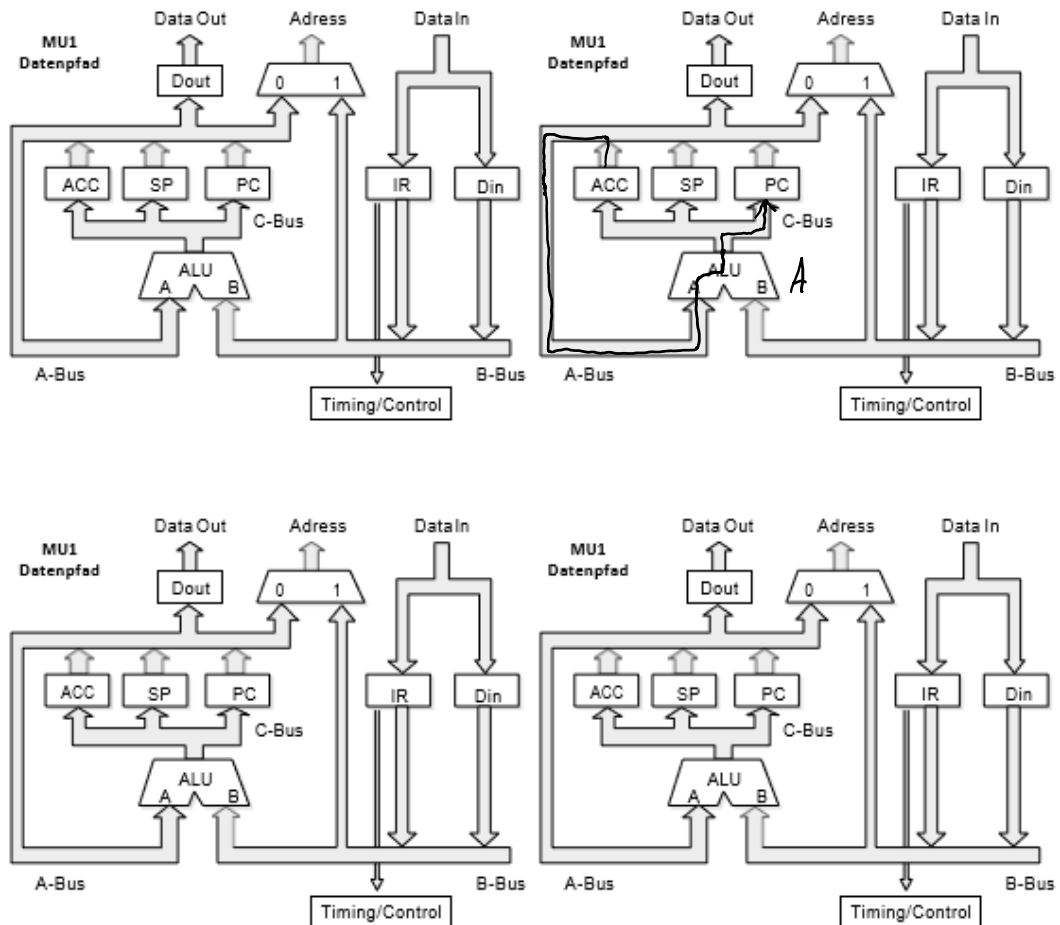 Data Out Adress Data In
MU1
Datenpfad
Dout
0 1
ACC SP PC IR Din
C-Bus
ALU
A B
A-Bus B-Bus
Timing/Control
Data Out Adress Data In
MU1
Datenpfad
Dout
0 1
ACC SP PC IR Din
C-Bus
ALU
A B A
A-Bus B-Bus
Timing/Control
Data Out Adress Data In
MU1
Datenpfad
Dout
0 1
ACC SP PC IR Din
C-Bus
ALU
A B
A-Bus B-Bus
Timing/Control
Data Out Adress Data In
MU1
Datenpfad
Dout
0 1
ACC SP PC IR Din
C-Bus
ALU
A B
A-Bus B-Bus
Timing/Control